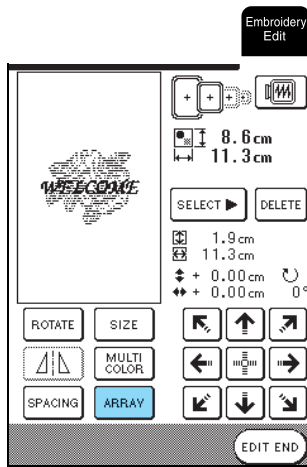 Embroidery
Edit
8.6cm
11.3cm
WELCOME
SELECT ▶ DELETE
1.9cm
11.3cm
+ 0.00cm
+ 0.00cm 0°
ROTATE SIZE
MULTI
COLOR
SPACING ARRAY
EDIT END